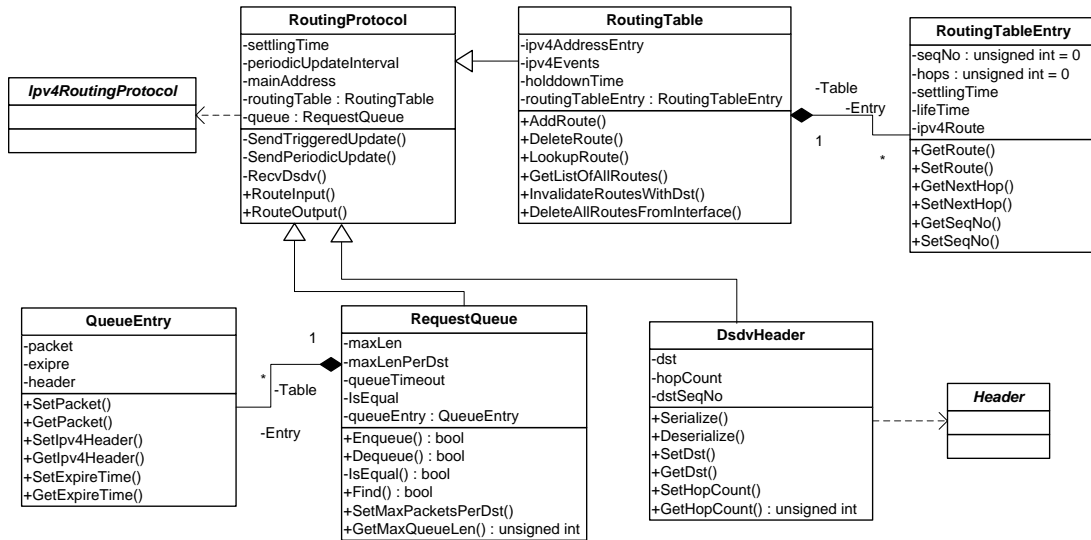 RoutingProtocol
-settlingTime
-periodicUpdateInterval
-mainAddress
-routingTable : RoutingTable
-queue : RequestQueue
-SendTriggeredUpdate()
-SendPeriodicUpdate()
-RecvDsdv()
+RouteInput()
+RouteOutput()
RoutingTable
-ipv4AddressEntry
-ipv4Events
-holddownTime
-routingTableEntry : RoutingTableEntry
+AddRoute()
+DeleteRoute()
+LookupRoute()
+GetListOfAllRoutes()
+InvalidateRoutesWithDst()
+DeleteAllRoutesFromInterface()
RoutingTableEntry
-seqNo : unsigned int = 0
-hops : unsigned int = 0
-settlingTime
-lifeTime
-ipv4Route
+GetRoute()
+SetRoute()
+GetNextHop()
+SetNextHop()
+GetSeqNo()
+SetSeqNo()
Ipv4RoutingProtocol
-Table
-Entry
1
*
QueueEntry
-packet
-exipre
-header
+SetPacket()
+GetPacket()
+SetIpv4Header()
+GetIpv4Header()
+SetExpireTime()
+GetExpireTime()
1
*
-Table
-Entry
RequestQueue
-maxLen
-maxLenPerDst
-queueTimeout
-IsEqual
-queueEntry : QueueEntry
+Enqueue() : bool
+Dequeue() : bool
-IsEqual() : bool
+Find() : bool
+SetMaxPacketsPerDst()
+GetMaxQueueLen() : unsigned int
DsdvHeader
-dst
-hopCount
-dstSeqNo
+Serialize()
+Deserialize()
+SetDst()
+GetDst()
+SetHopCount()
+GetHopCount() : unsigned int
Header